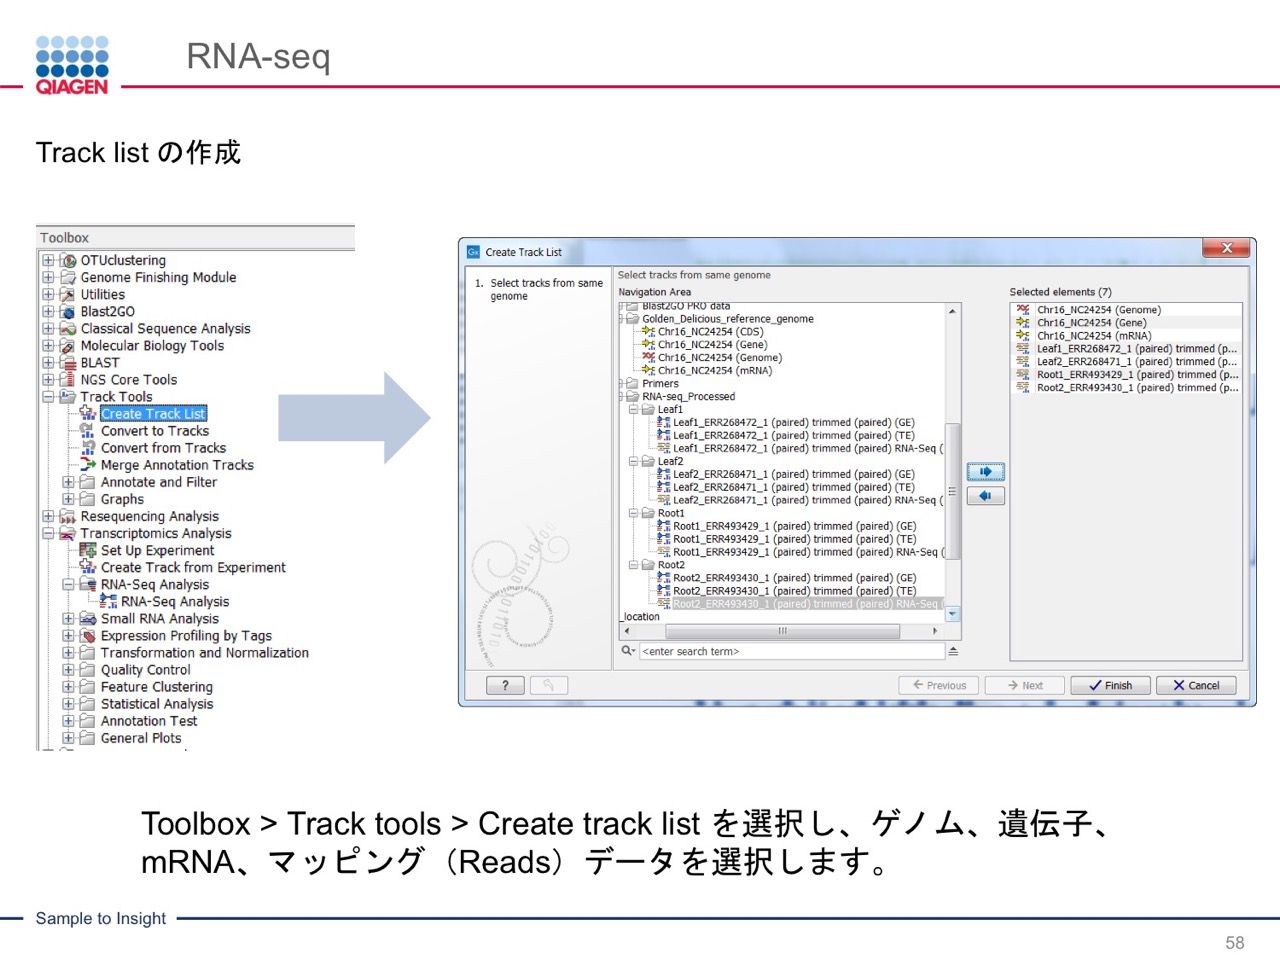 QIAGEN
RNA-seq
Track list の作成
Toolbox
OTUclustering
Genome Finishing Module
Utilities
Blast2GO
Classical Sequence Analysis
Molecular Biology Tools
BLAST
NGS Core Tools
Track Tools
Create Track List
Convert to Tracks
Convert from Tracks
Merge Annotation Tracks
Annotate and Filter
Graphs
Resequencing Analysis
Transcriptomics Analysis
Set Up Experiment
Create Track from Experiment
RNA-Seq Analysis
RNA-Seq Analysis
Small RNA Analysis
Expression Profiling by Tags
Transformation and Normalization
Quality Control
Feature Clustering
Statistical Analysis
Annotation Test
General Plots
Gx Create Track List
1. Select tracks from same
genome
Select tracks from same genome
Navigation Area
Blast2GO PRO data
Golden_Delicious_reference_genome
Chr16_NC24254 (CDS)
Chr16_NC24254 (Gene)
Chr16_NC24254 (Genome)
Chr16_NC24254 (mRNA)
Primers
RNA-seq_Processed
Leaf1
Leaf1_ERR268472_1 (paired) trimmed (paired) (GE)
Leaf1_ERR268472_1 (paired) trimmed (paired) (TE)
Leaf1_ERR268472_1 (paired) trimmed (paired) RNA-Seq (
Leaf2
Leaf2_ERR268471_1 (paired) trimmed (paired) (GE)
Leaf2_ERR268471_1 (paired) trimmed (paired) (TE)
Leaf2_ERR268471_1 (paired) trimmed (paired) RNA-Seq (
Root1
Root1_ERR493429_1 (paired) trimmed (paired) (GE)
Root1_ERR493429_1 (paired) trimmed (paired) (TE)
Root1_ERR493429_1 (paired) trimmed (paired) RNA-Seq (
Root2
Root2_ERR493430_1 (paired) trimmed (paired) (GE)
Root2_ERR493430_1 (paired) trimmed (paired) (TE)
Root2_ERR493430_1 (paired) trimmed (paired) RNA-Seq (
_location
<enter search term>
Selected elements (7)
Chr16_NC24254 (Genome)
Chr16_NC24254 (Gene)
Chr16_NC24254 (mRNA)
Leaf1_ERR268472_1 (paired) trimmed (p...
Leaf2_ERR268471_1 (paired) trimmed (p...
Root1_ERR493429_1 (paired) trimmed (p...
Root2_ERR493430_1 (paired) trimmed (p...
?
Previous
Next
Finish
Cancel
Toolbox > Track tools > Create track list を選択し、ゲノム、遺伝子、
mRNA、マッピング（Reads）データを選択します。
Sample to Insight
58